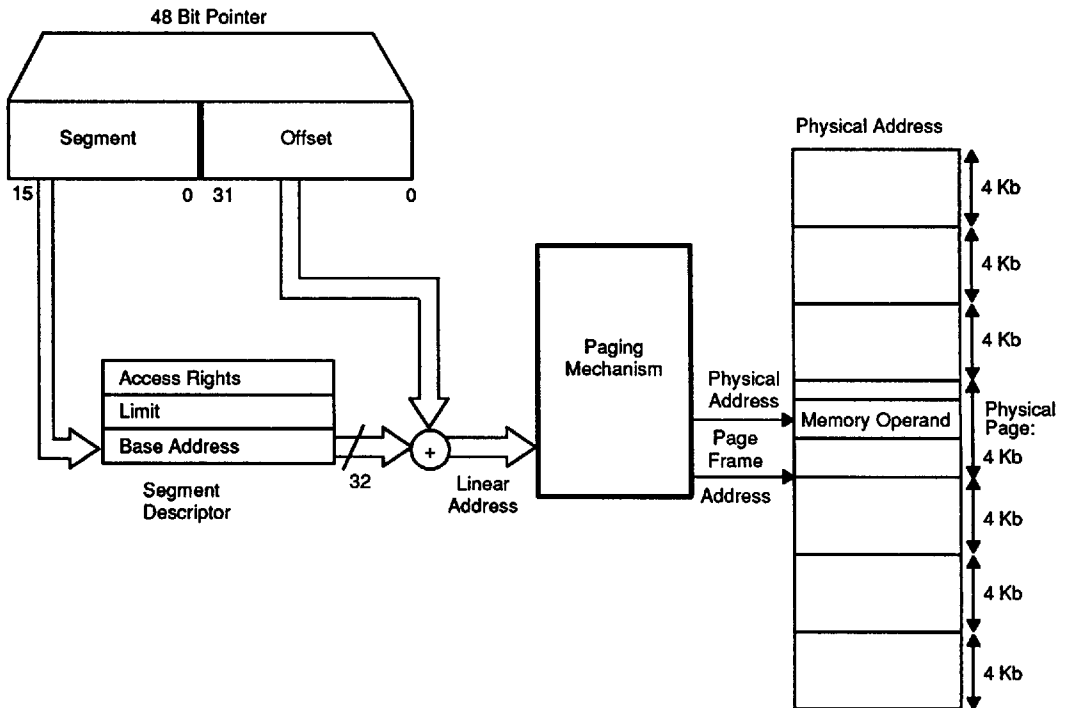 48 Bit Pointer
Segment
Offset
15
0
31
0
Access Rights
Limit
Base Address
Segment
Descriptor
32
+
Linear
Address
Paging
Mechanism
Physical
Address
Page
Frame
Address
Physical Address
Memory Operand
4 Kb
4 Kb
4 Kb
Physical
Page:
4 Kb
4 Kb
4 Kb
4 Kb